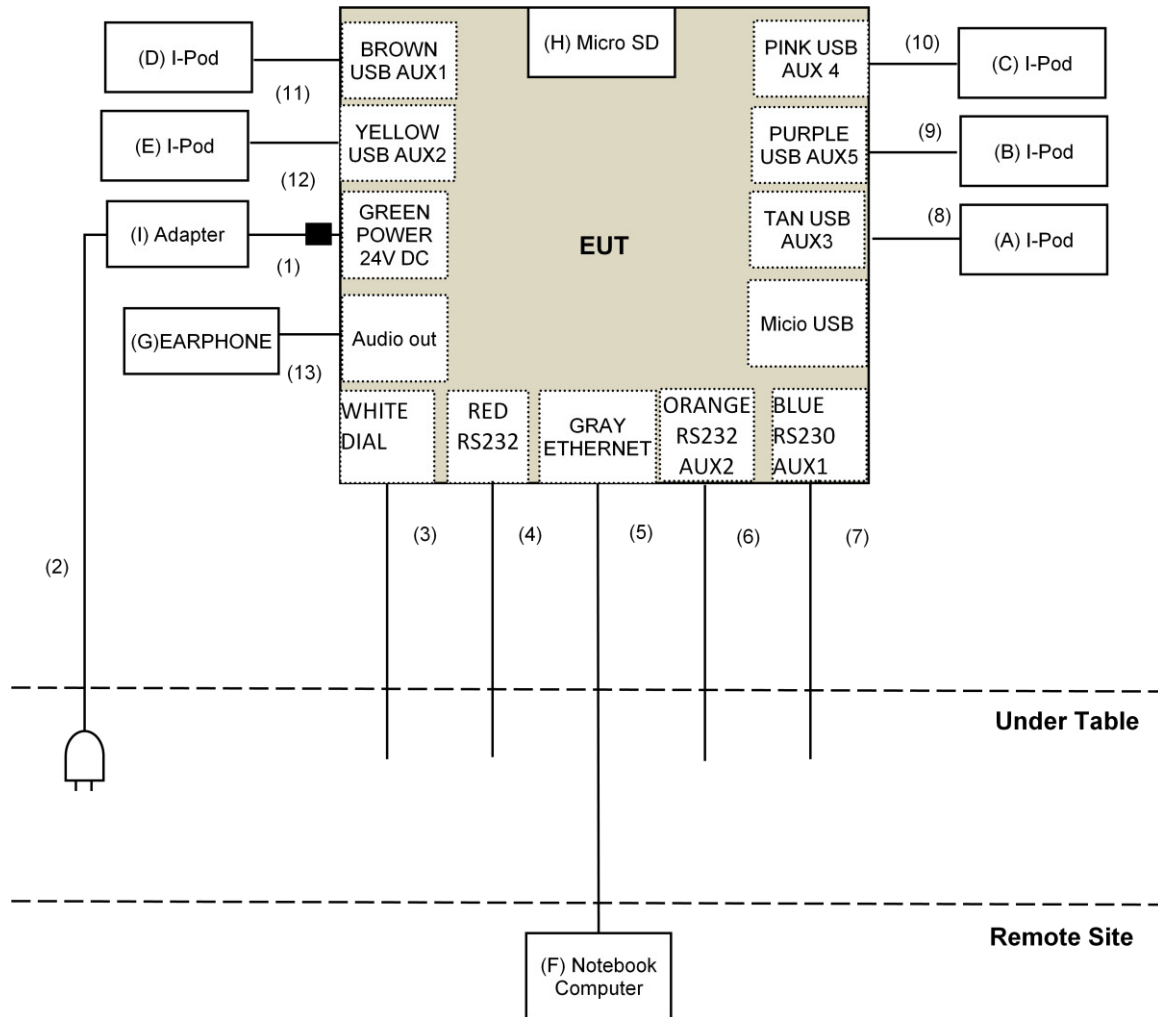 (D) I-Pod
(11)
BROWN
USB AUX1
(H) Micro SD
PINK USB
AUX 4
(10)
(C) I-Pod
(E) I-Pod
(12)
YELLOW
USB AUX2
PURPLE
USB AUX5
(9)
(B) I-Pod
(I) Adapter
(1)
GREEN
POWER
24V DC
EUT
TAN USB
AUX3
(8)
(A) I-Pod
(G)EARPHONE
(13)
Audio out
Micio USB
WHITE
DIAL
RED
RS232
GRAY
ETHERNET
ORANGE
RS232
AUX2
BLUE
RS230
AUX1
(2)
(3)
(4)
(5)
(6)
(7)
Under Table
Remote Site
(F) Notebook
Computer